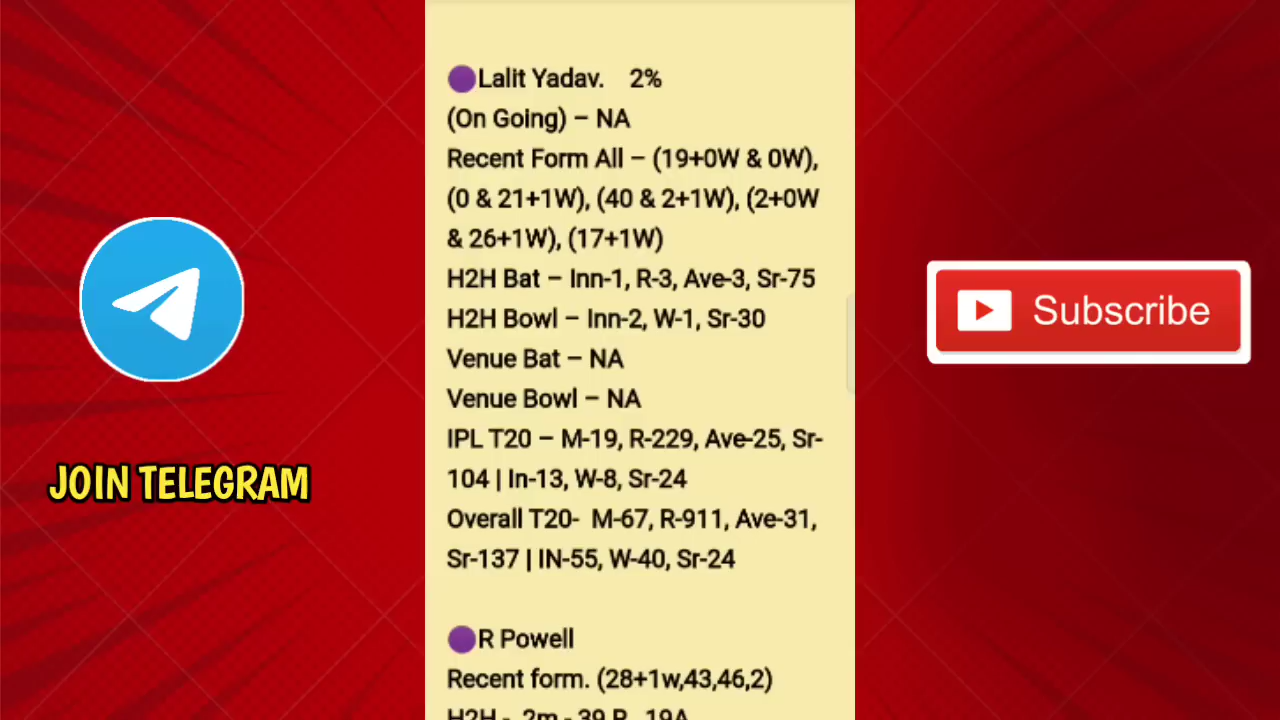 🟣Lalit Yadav. 2%
(On Going) – NA
Recent Form All – (19+0W & 0W),
(0 & 21+1W), (40 & 2+1W), (2+0W
& 26+1W), (17+1W)
H2H Bat – Inn-1, R-3, Ave-3, Sr-75
H2H Bowl – Inn-2, W-1, Sr-30
Venue Bat – NA
Venue Bowl – NA
IPL T20 – M-19, R-229, Ave-25, Sr-
104 | In-13, W-8, Sr-24
Overall T20- M-67, R-911, Ave-31,
Sr-137 | IN-55, W-40, Sr-24
🟣R Powell
Recent form. (28+1w,43,46,2)
H2H - 2m - 39 R 19A
JOIN TELEGRAM
Subscribe